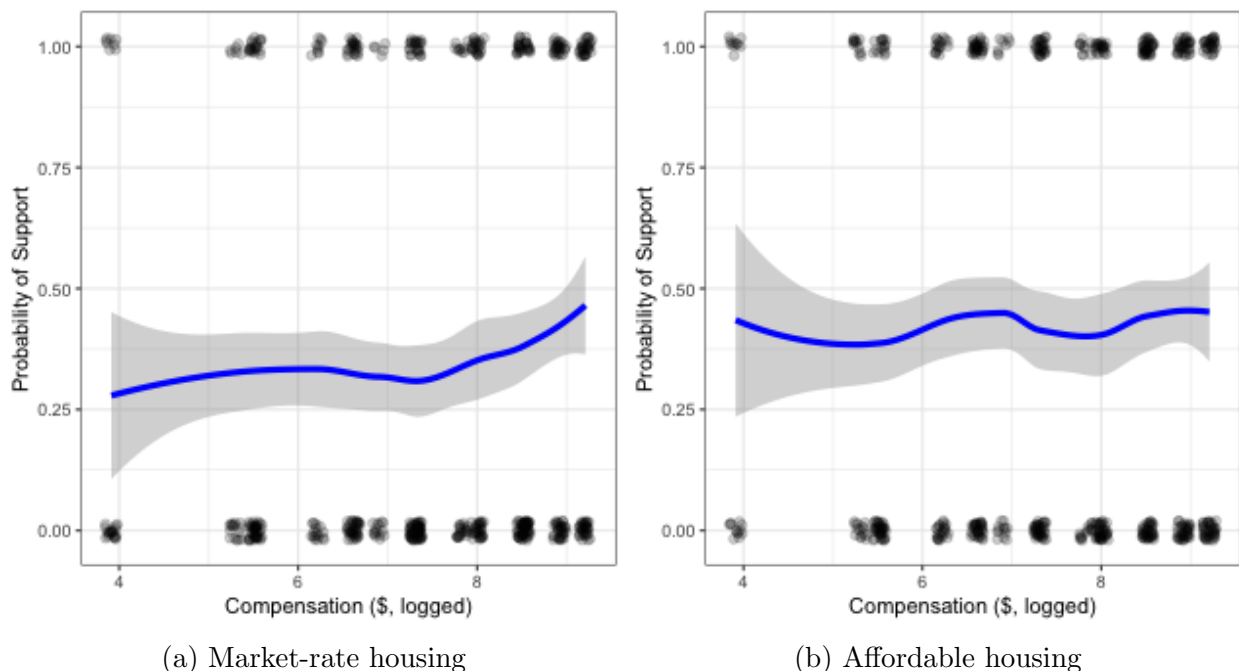 1.00
0.75
0.50
0.25
0.00
Probability of Support
4
6
8
Compensation ($, logged)
(a) Market-rate housing
1.00
0.75
0.50
0.25
0.00
Probability of Support
4
6
8
Compensation ($, logged)
(b) Affordable housing